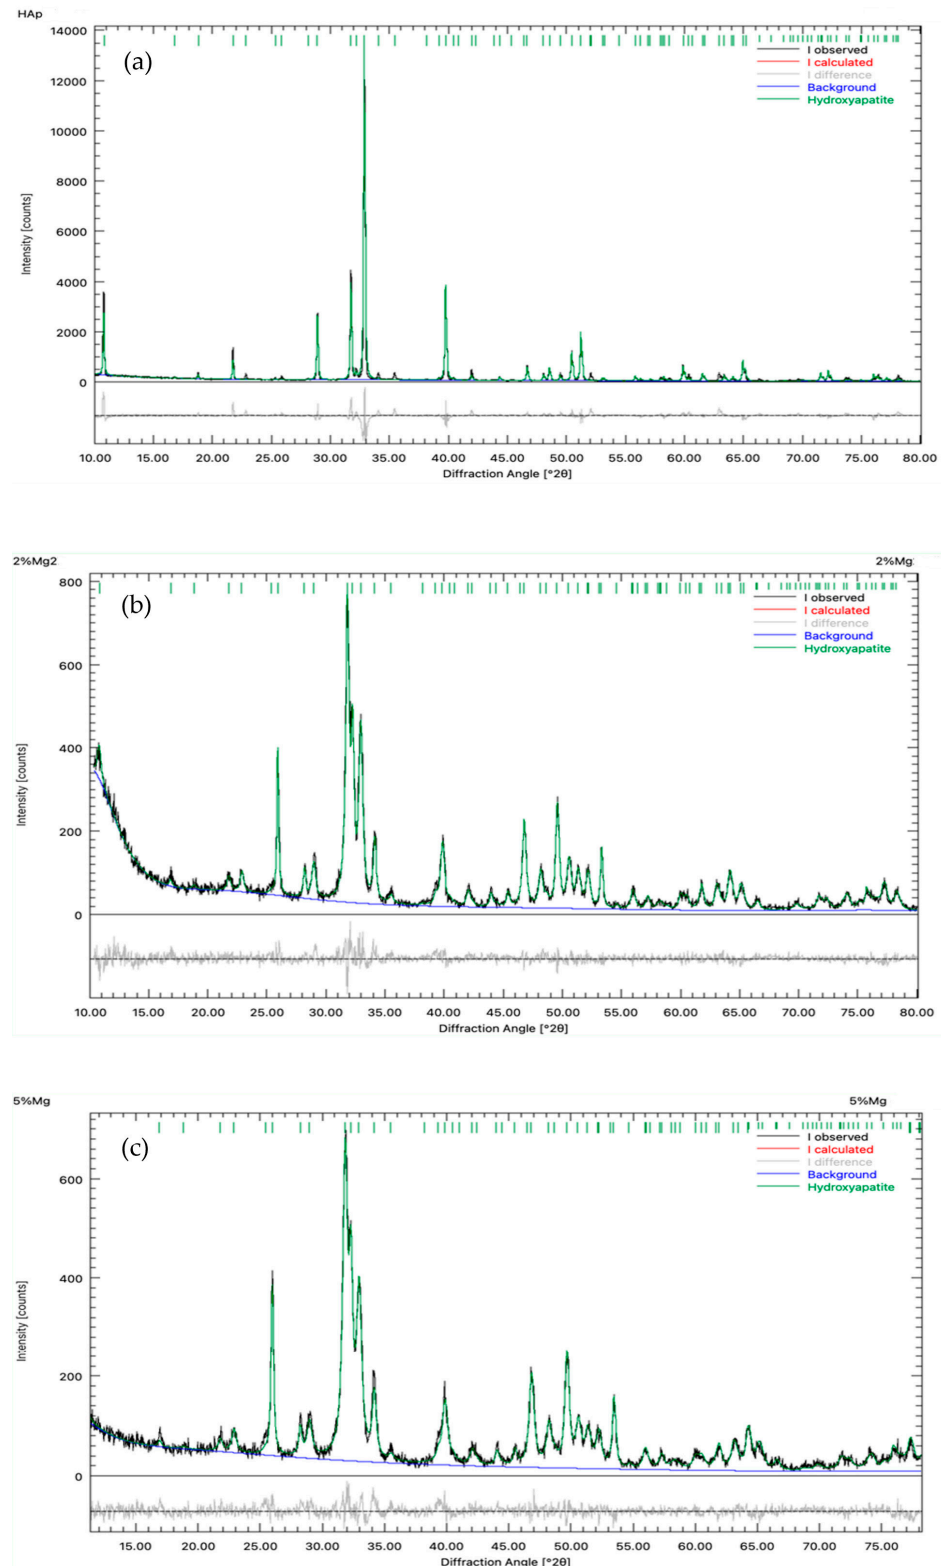 HAp
14000
(a)
I observed
I calculated
I difference
Background
Hydroxyapatite
12000
10000
8000
6000
4000
2000
0
Intensity [counts]
10.00 15.00 20.00 25.00 30.00 35.00 40.00 45.00 50.00 55.00 60.00 65.00 70.00 75.00 80.00
Diffraction Angle [°2θ]
2%Mg2 2%Mg
800
(b)
I observed
I calculated
I difference
Background
Hydroxyapatite
600
400
200
0
Intensity [counts]
10.00 15.00 20.00 25.00 30.00 35.00 40.00 45.00 50.00 55.00 60.00 65.00 70.00 75.00 80.00
Diffraction Angle [°2θ]
5%Mg 5%Mg
(c)
I observed
I calculated
I difference
Background
Hydroxyapatite
600
400
200
0
Intensity [counts]
15.00 20.00 25.00 30.00 35.00 40.00 45.00 50.00 55.00 60.00 65.00 70.00 75.00
Diffraction Angle [°2θ]